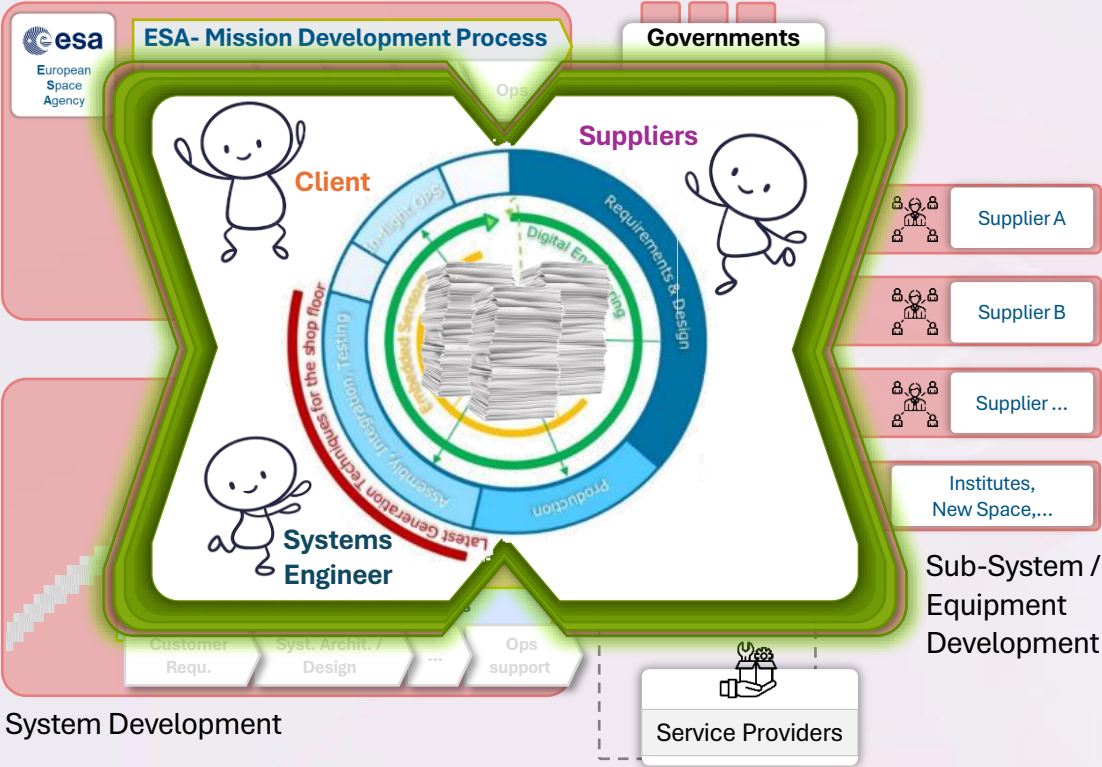 esa
European
Space
Agency
ESA- Mission Development Process
Ops
Governments
Client
Suppliers
In-flight OPS
Requirements & Design
Digital
Embedded Sensors
Assembly, Integration, Testing
Production
Latest Generation Techniques for the shop floor
Systems
Engineer
Supplier A
Supplier B
Supplier ...
Institutes,
New Space,...
Sub-System /
Equipment
Development
Customer
Requ.
Syst. Archit. /
Design
...
Ops
support
System Development
Service Providers